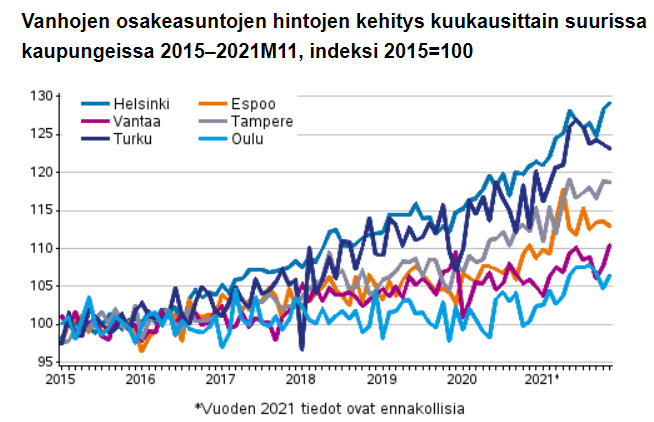 Vanhojen osakeasuntojen hintojen kehitys kuukausittain suurissa
kaupungeissa 2015–2021M11, indeksi 2015=100
130
125
120
115
110
105
100
95
Helsinki Espoo
Vantaa Tampere
Turku Oulu
2015 2016 2017 2018 2019 2020 2021*
*Vuoden 2021 tiedot ovat ennakollisia